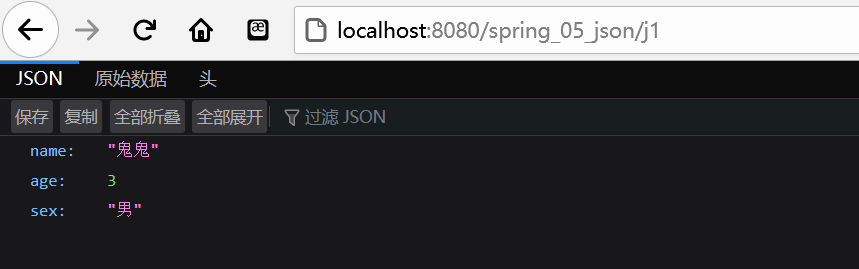 æ localhost:8080/spring_05_json/j1
JSON 原始数据 头
保存 复制 全部折叠 全部展开 过滤 JSON
name: "鬼鬼"
age: 3
sex: "男"